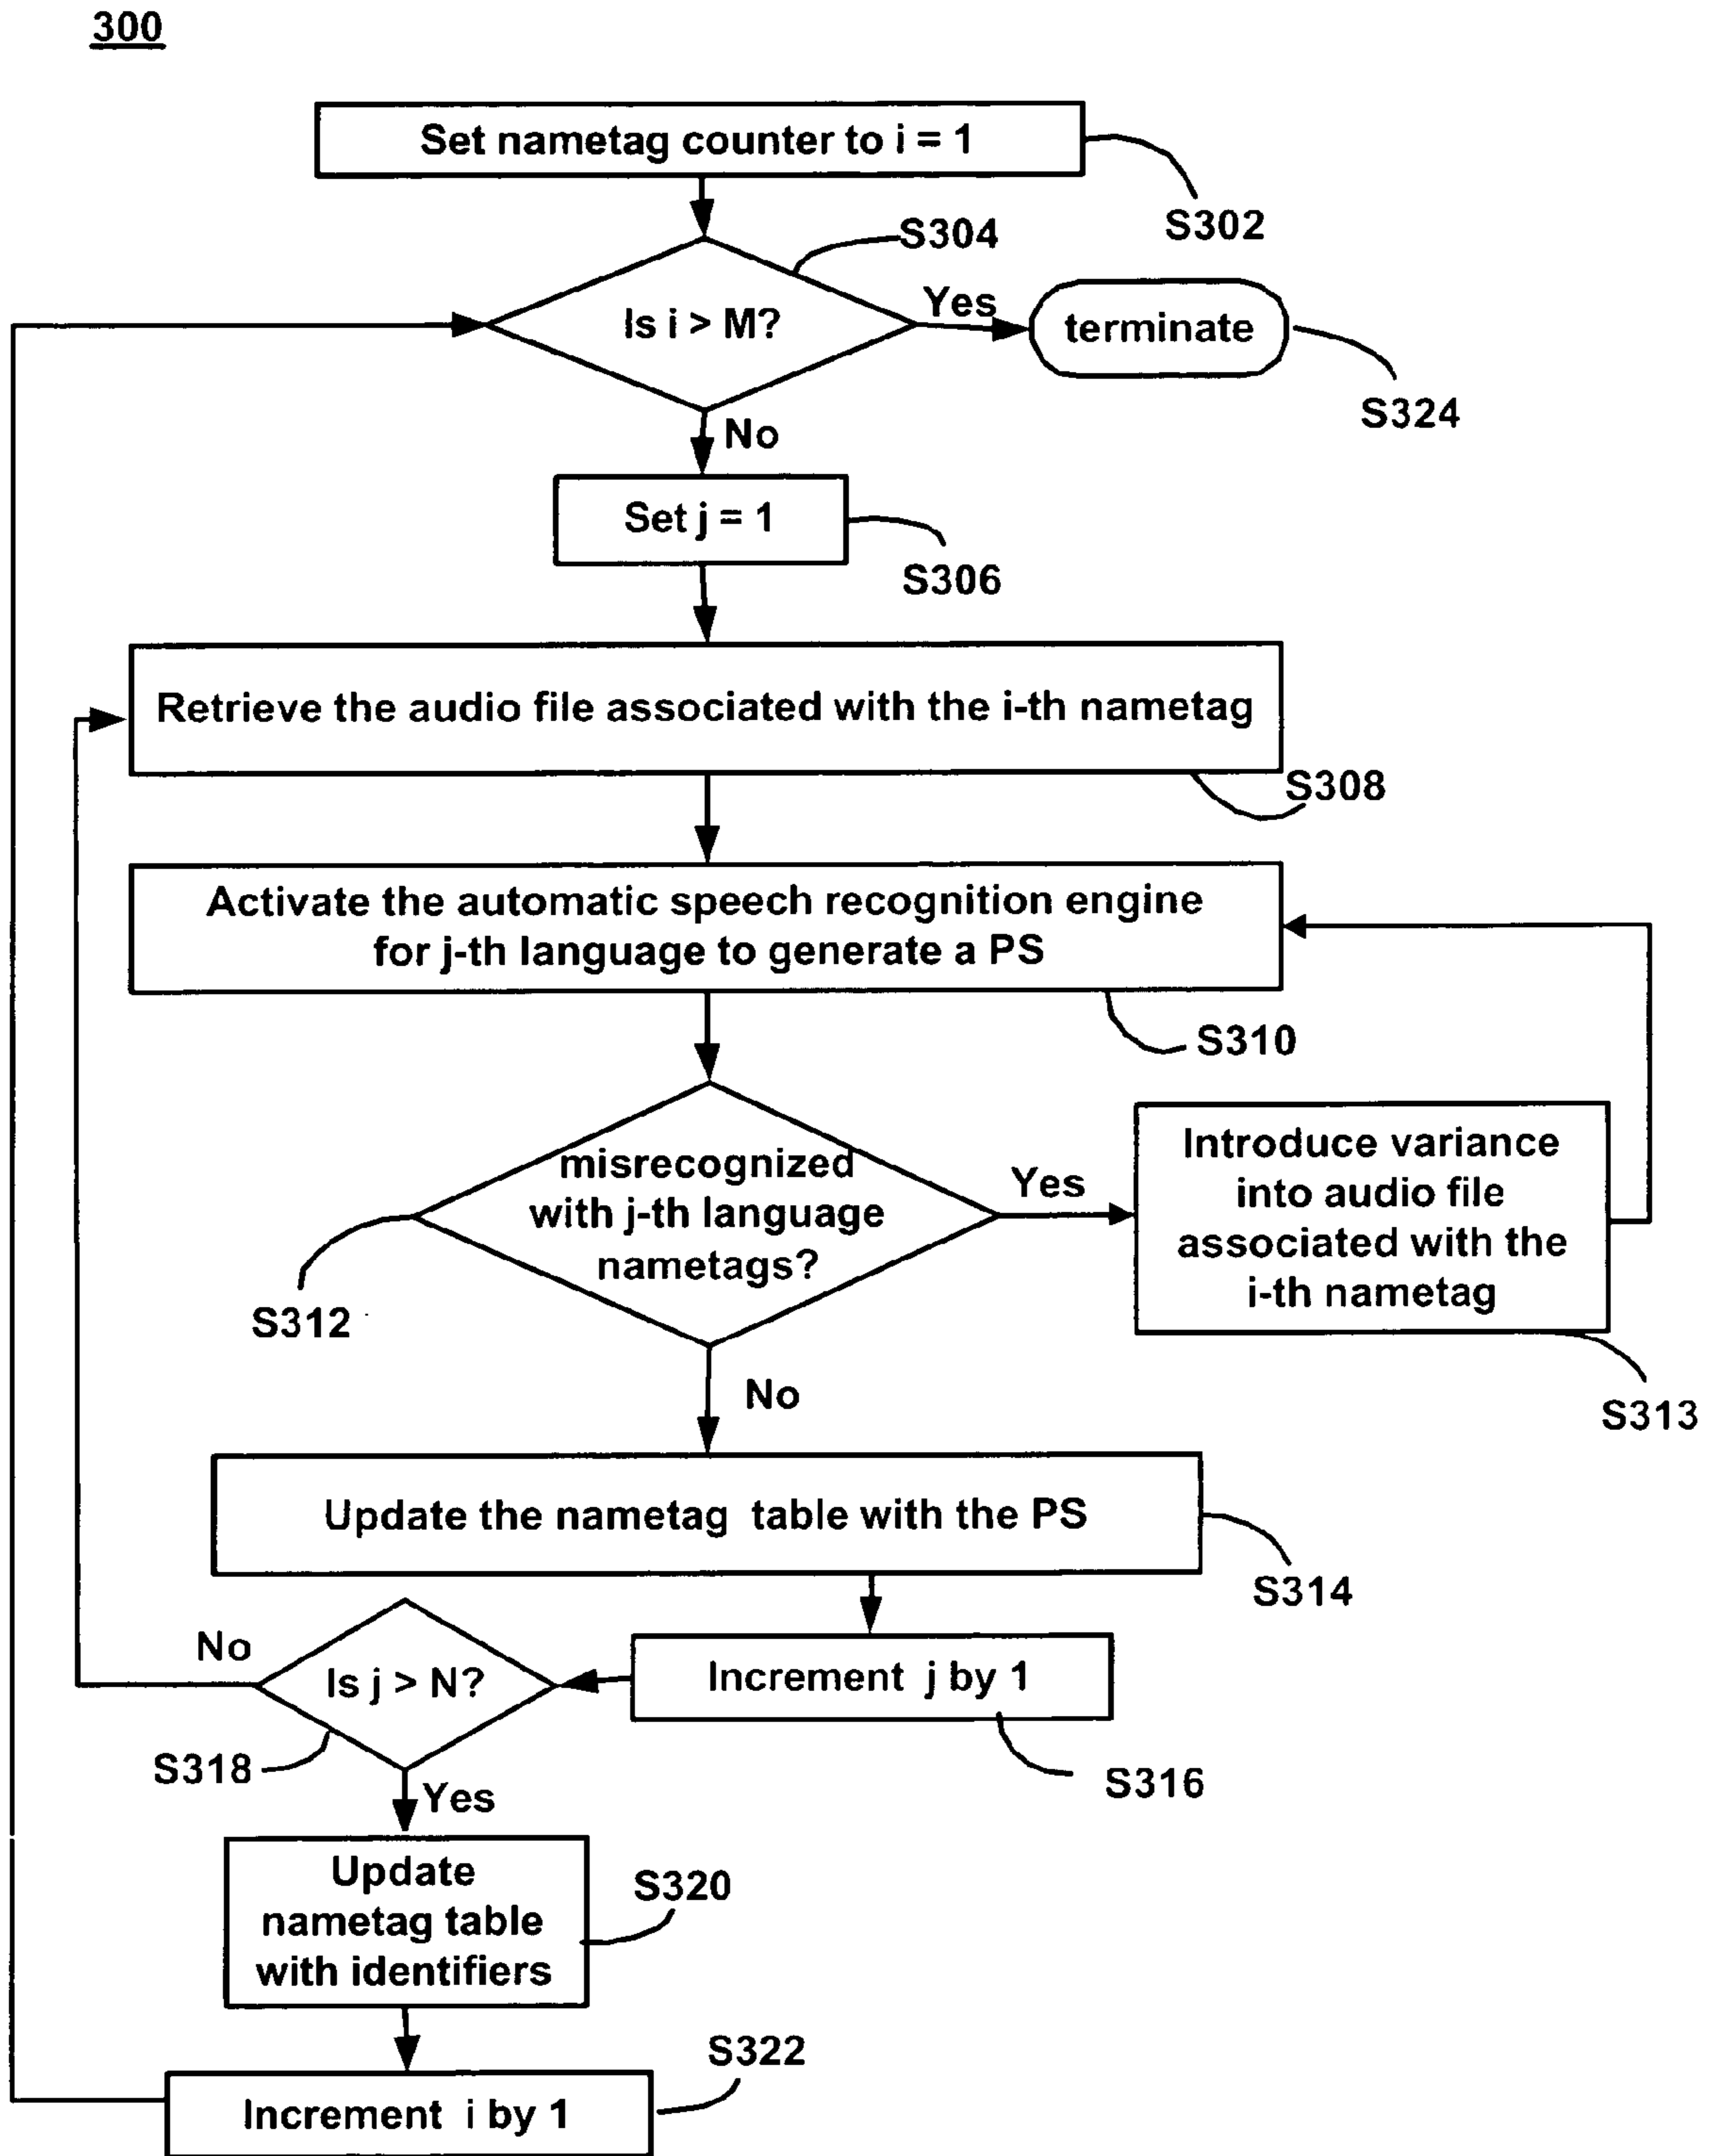 300
Set nametag counter to i = 1
S302
S304
Is i > M?
Yes
terminate
S324
No
Set j = 1
S306
Retrieve the audio file associated with the i-th nametag
S308
Activate the automatic speech recognition engine
for j-th language to generate a PS
S310
misrecognized
with j-th language
nametags?
Yes
S312
Introduce variance
into audio file
associated with the
i-th nametag
S313
No
Update the nametag table with the PS
S314
Increment j by 1
S316
Is j > N?
No
S318
Yes
Update
nametag table
with identifiers
S320
Increment i by 1
S322